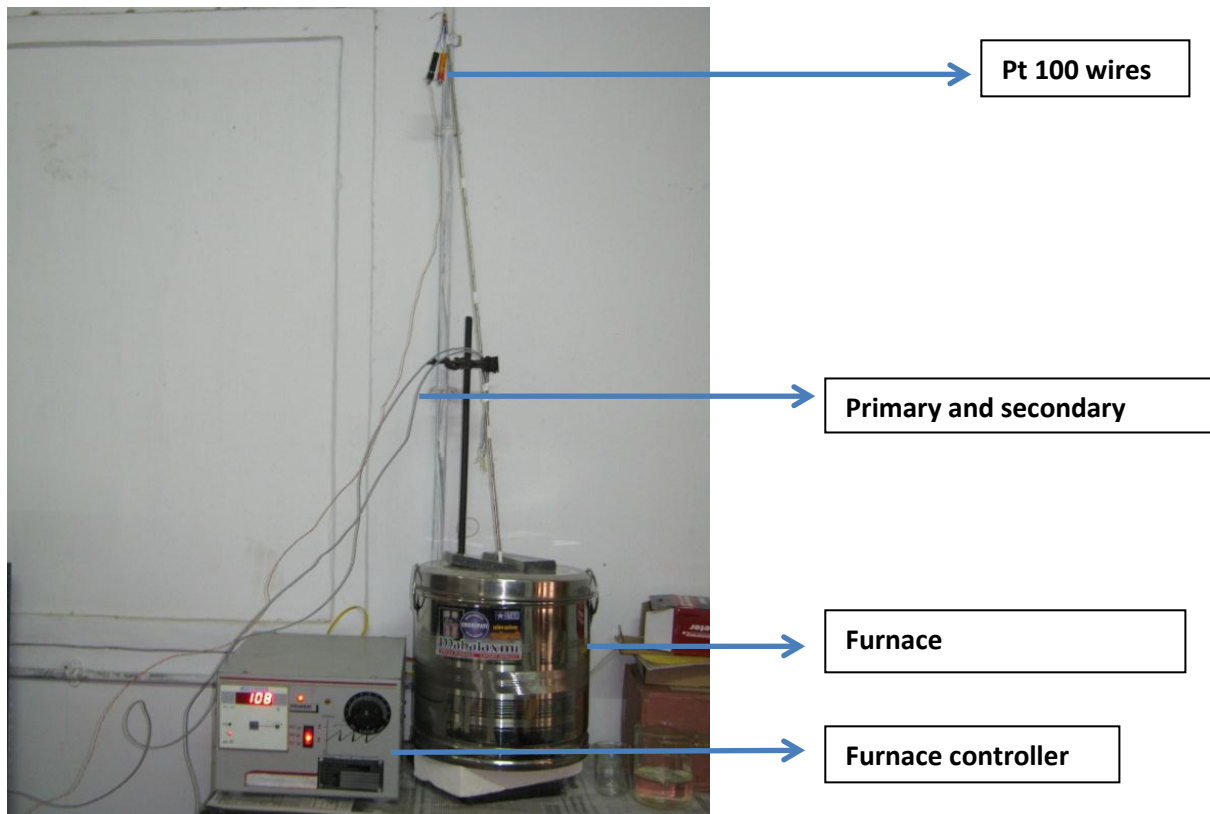 Pt 100 wires
Primary and secondary
Furnace
Mahalaxmi
108
Furnace controller